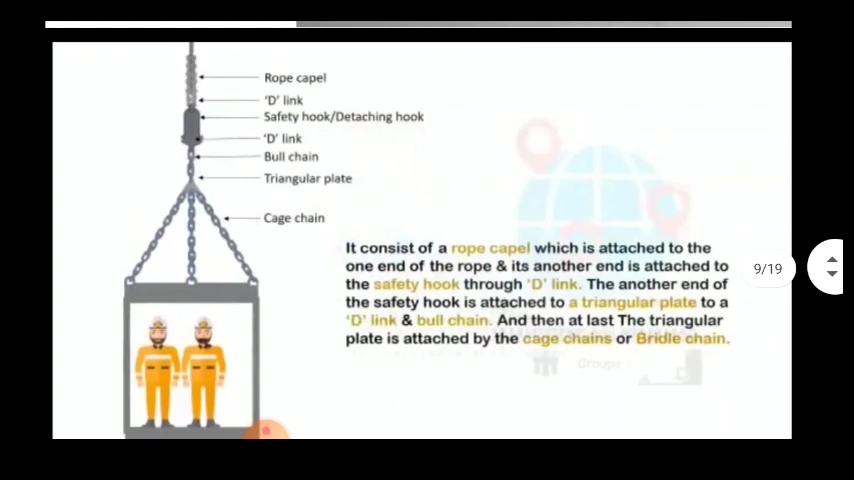 Rope capel
'D' link
Safety hook/Detaching hook
'D' link
Bull chain
Triangular plate
Cage chain
It consist of a rope capel which is attached to the
one end of the rope & its another end is attached to
the safety hook through 'D' link. The another end of
the safety hook is attached to a triangular plate to a
'D' link & bull chain. And then at last The triangular
plate is attached by the cage chains or Bridle chain.
Groups
9/19